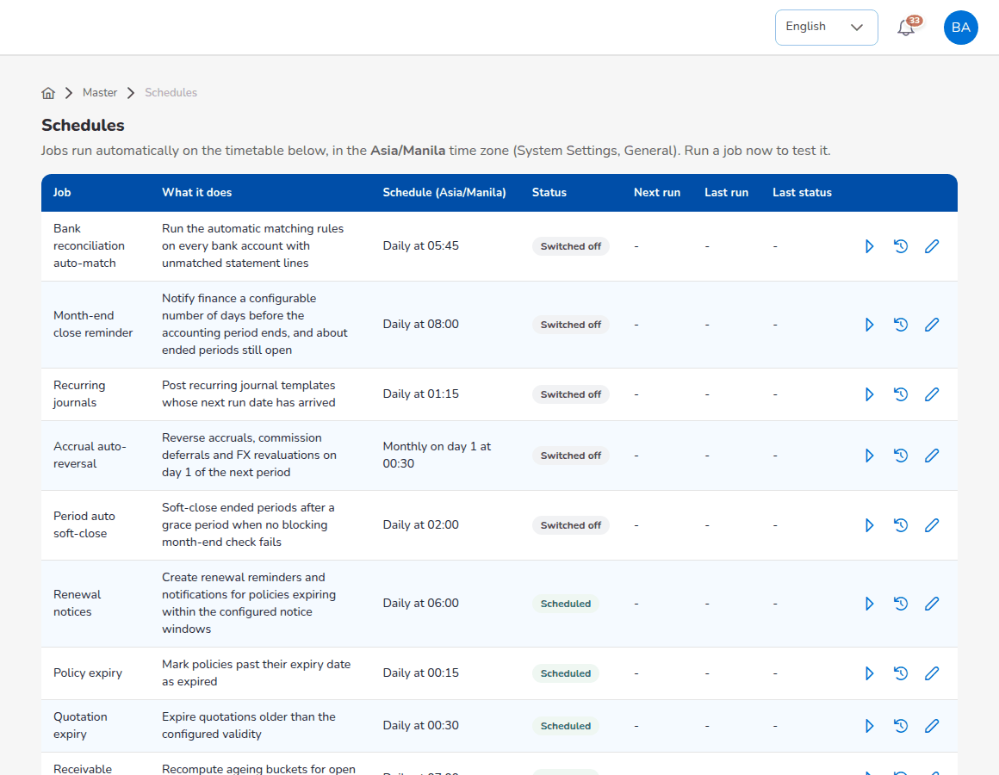 English
33
BA
Master
Schedules
Schedules
Jobs run automatically on the timetable below, in the Asia/Manila time zone (System Settings, General). Run a job now to test it.
Job
What it does
Schedule (Asia/Manila)
Status
Next run
Last run
Last status
Bank
reconciliation
auto-match
Run the automatic matching rules
on every bank account with
unmatched statement lines
Daily at 05:45
Switched off
-
-
-
Month-end
close reminder
Notify finance a configurable
number of days before the
accounting period ends, and about
ended periods still open
Daily at 08:00
Switched off
-
-
-
Recurring
journals
Post recurring journal templates
whose next run date has arrived
Daily at 01:15
Switched off
-
-
-
Accrual auto-
reversal
Reverse accruals, commission
deferrals and FX revaluations on
day 1 of the next period
Monthly on day 1 at
00:30
Switched off
-
-
-
Period auto
soft-close
Soft-close ended periods after a
grace period when no blocking
month-end check fails
Daily at 02:00
Switched off
-
-
-
Renewal
notices
Create renewal reminders and
notifications for policies expiring
within the configured notice
windows
Daily at 06:00
Scheduled
-
-
-
Policy expiry
Mark policies past their expiry date
as expired
Daily at 00:15
Scheduled
-
-
-
Quotation
expiry
Expire quotations older than the
configured validity
Daily at 00:30
Scheduled
-
-
-
Receivable
Recompute ageing buckets for open